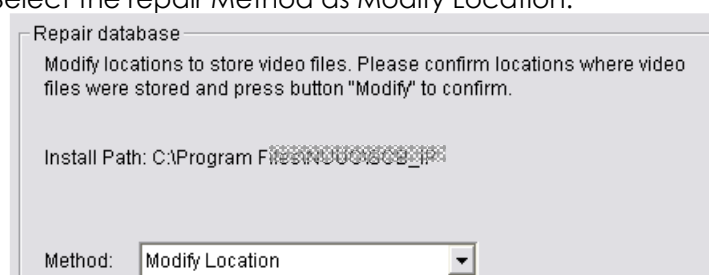 Select the repair Method as Modify Location.
Repair database
Modify locations to store video files. Please confirm locations where video
files were stored and press button "Modify" to confirm.
Install Path: C:\Program
Method: Modify Location